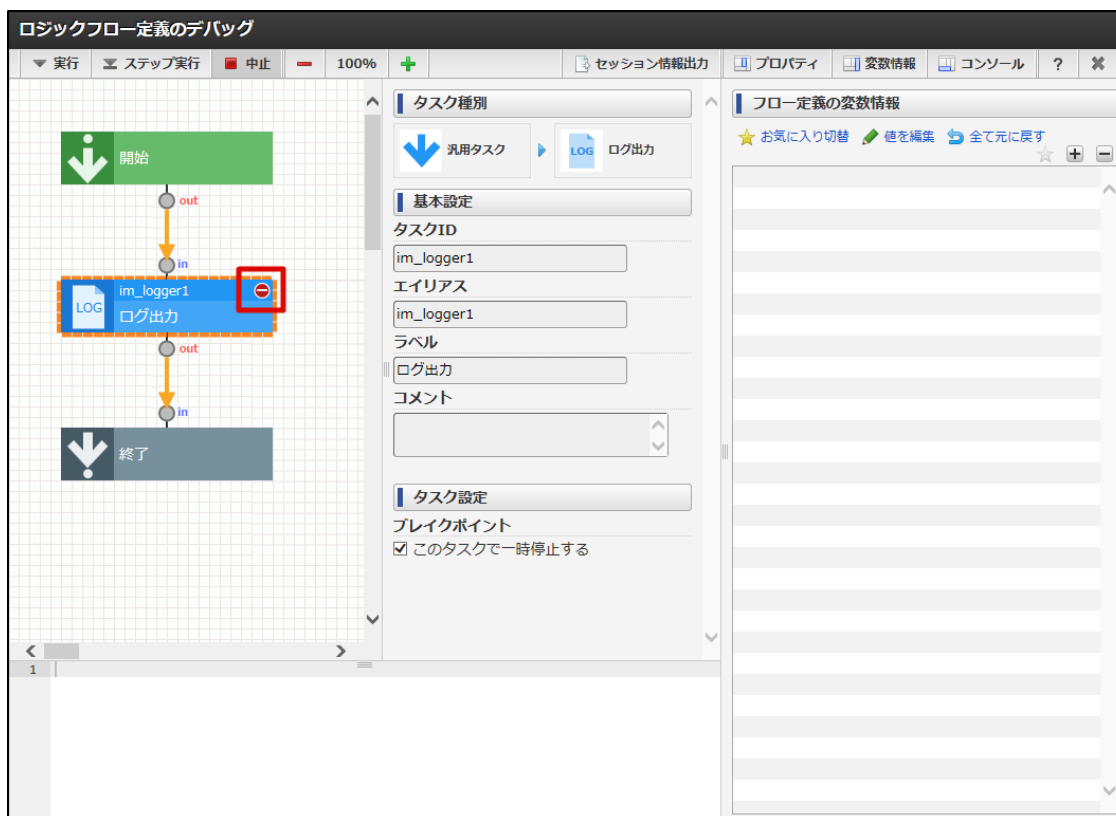 ロジックフロー定義のデバッグ
実行 ステップ実行 中止 100% セッション情報出力 プロパティ 変数情報 コンソール ?
開始
out
in
im_logger1
LOG
ログ出力
out
in
終了
タスク種別
汎用タスク LOG ログ出力
基本設定
タスクID
im_logger1
エイリアス
im_logger1
ラベル
ログ出力
コメント
タスク設定
ブレイクポイント
このタスクで一時停止する
フロー定義の変数情報
お気に入り切替 値を編集 全て元に戻す
1